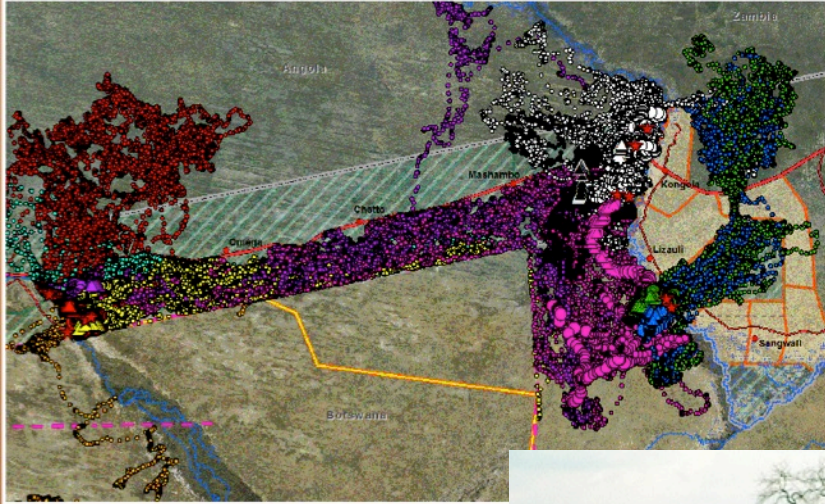 Zambia
Angola
Mashambo
Kongola
Chetto
Omega
Lizauli
Sangwali
Botswana